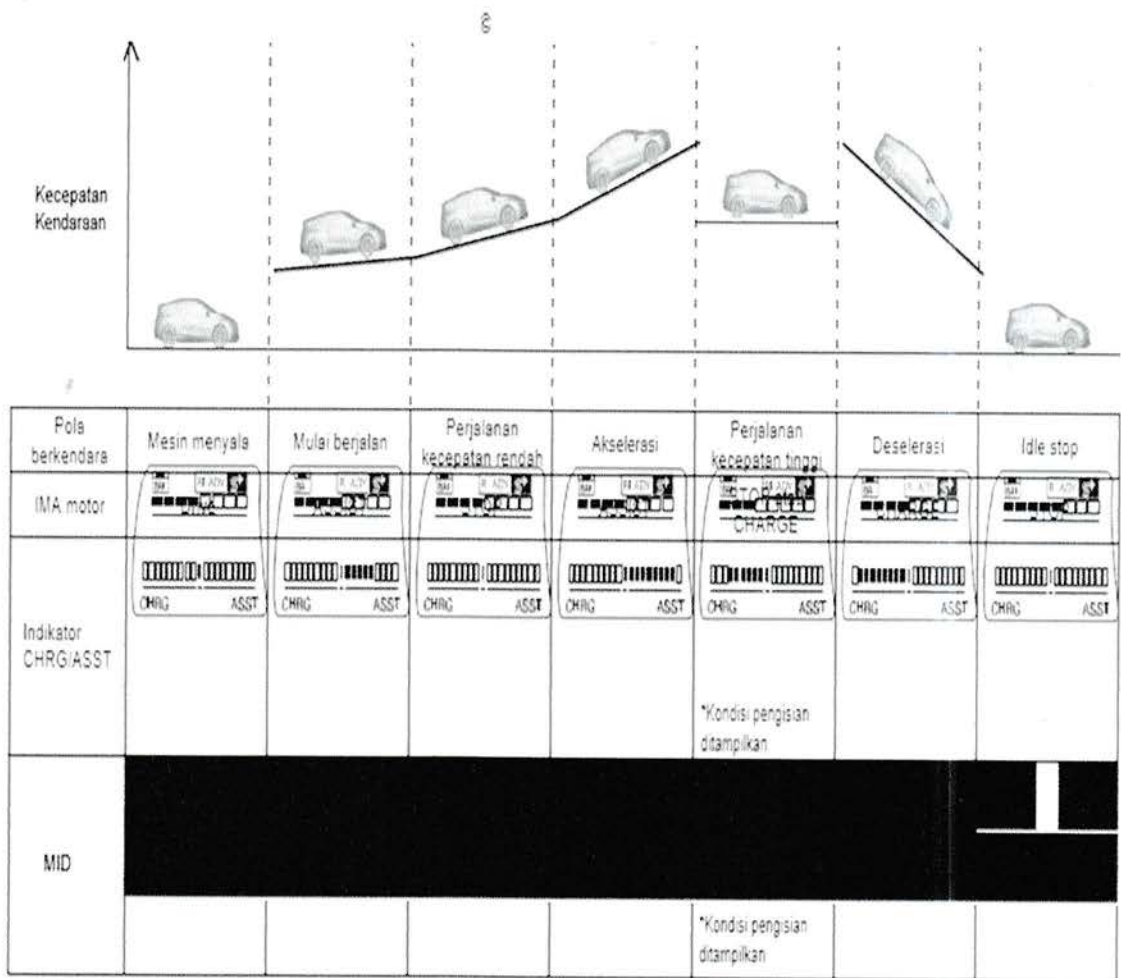 Kecepatan
Kendaraan
Pola
berkendara
Mesin menyala
Mulai berjalan
Perjalanan
kecepatan rendah
Akselerasi
Perjalanan
kecepatan tinggi
Deselerasi
Idle stop
IMA motor
CHARGE
Indikator
CHRG/ASST
CHRG ASST
CHRG ASST
CHRG ASST
CHRG ASST
CHRG ASST
CHRG ASST
CHRG ASST
*Kondisi pengisian
ditampilkan
MID
*Kondisi pengisian
ditampilkan